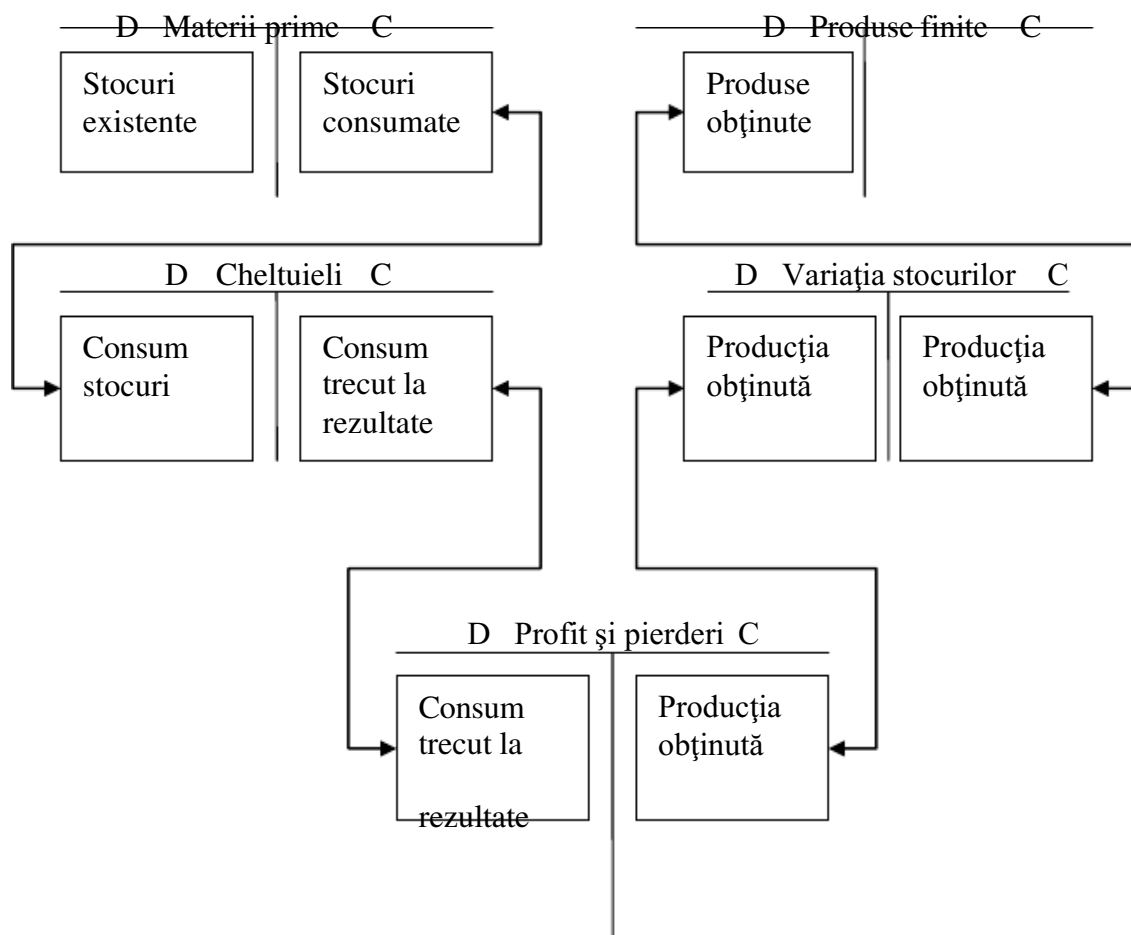 D Materii prime C
D Produse finite C
Stocuri
existente
Stocuri
consumate
Produse
obţinute
D Cheltuieli C
D Variaţia stocurilor C
Consum
stocuri
Consum
trecut la
rezultate
Producţia
obţinută
Producţia
obţinută
D Profit şi pierderi C
Consum
trecut la
rezultate
Producţia
obţinută